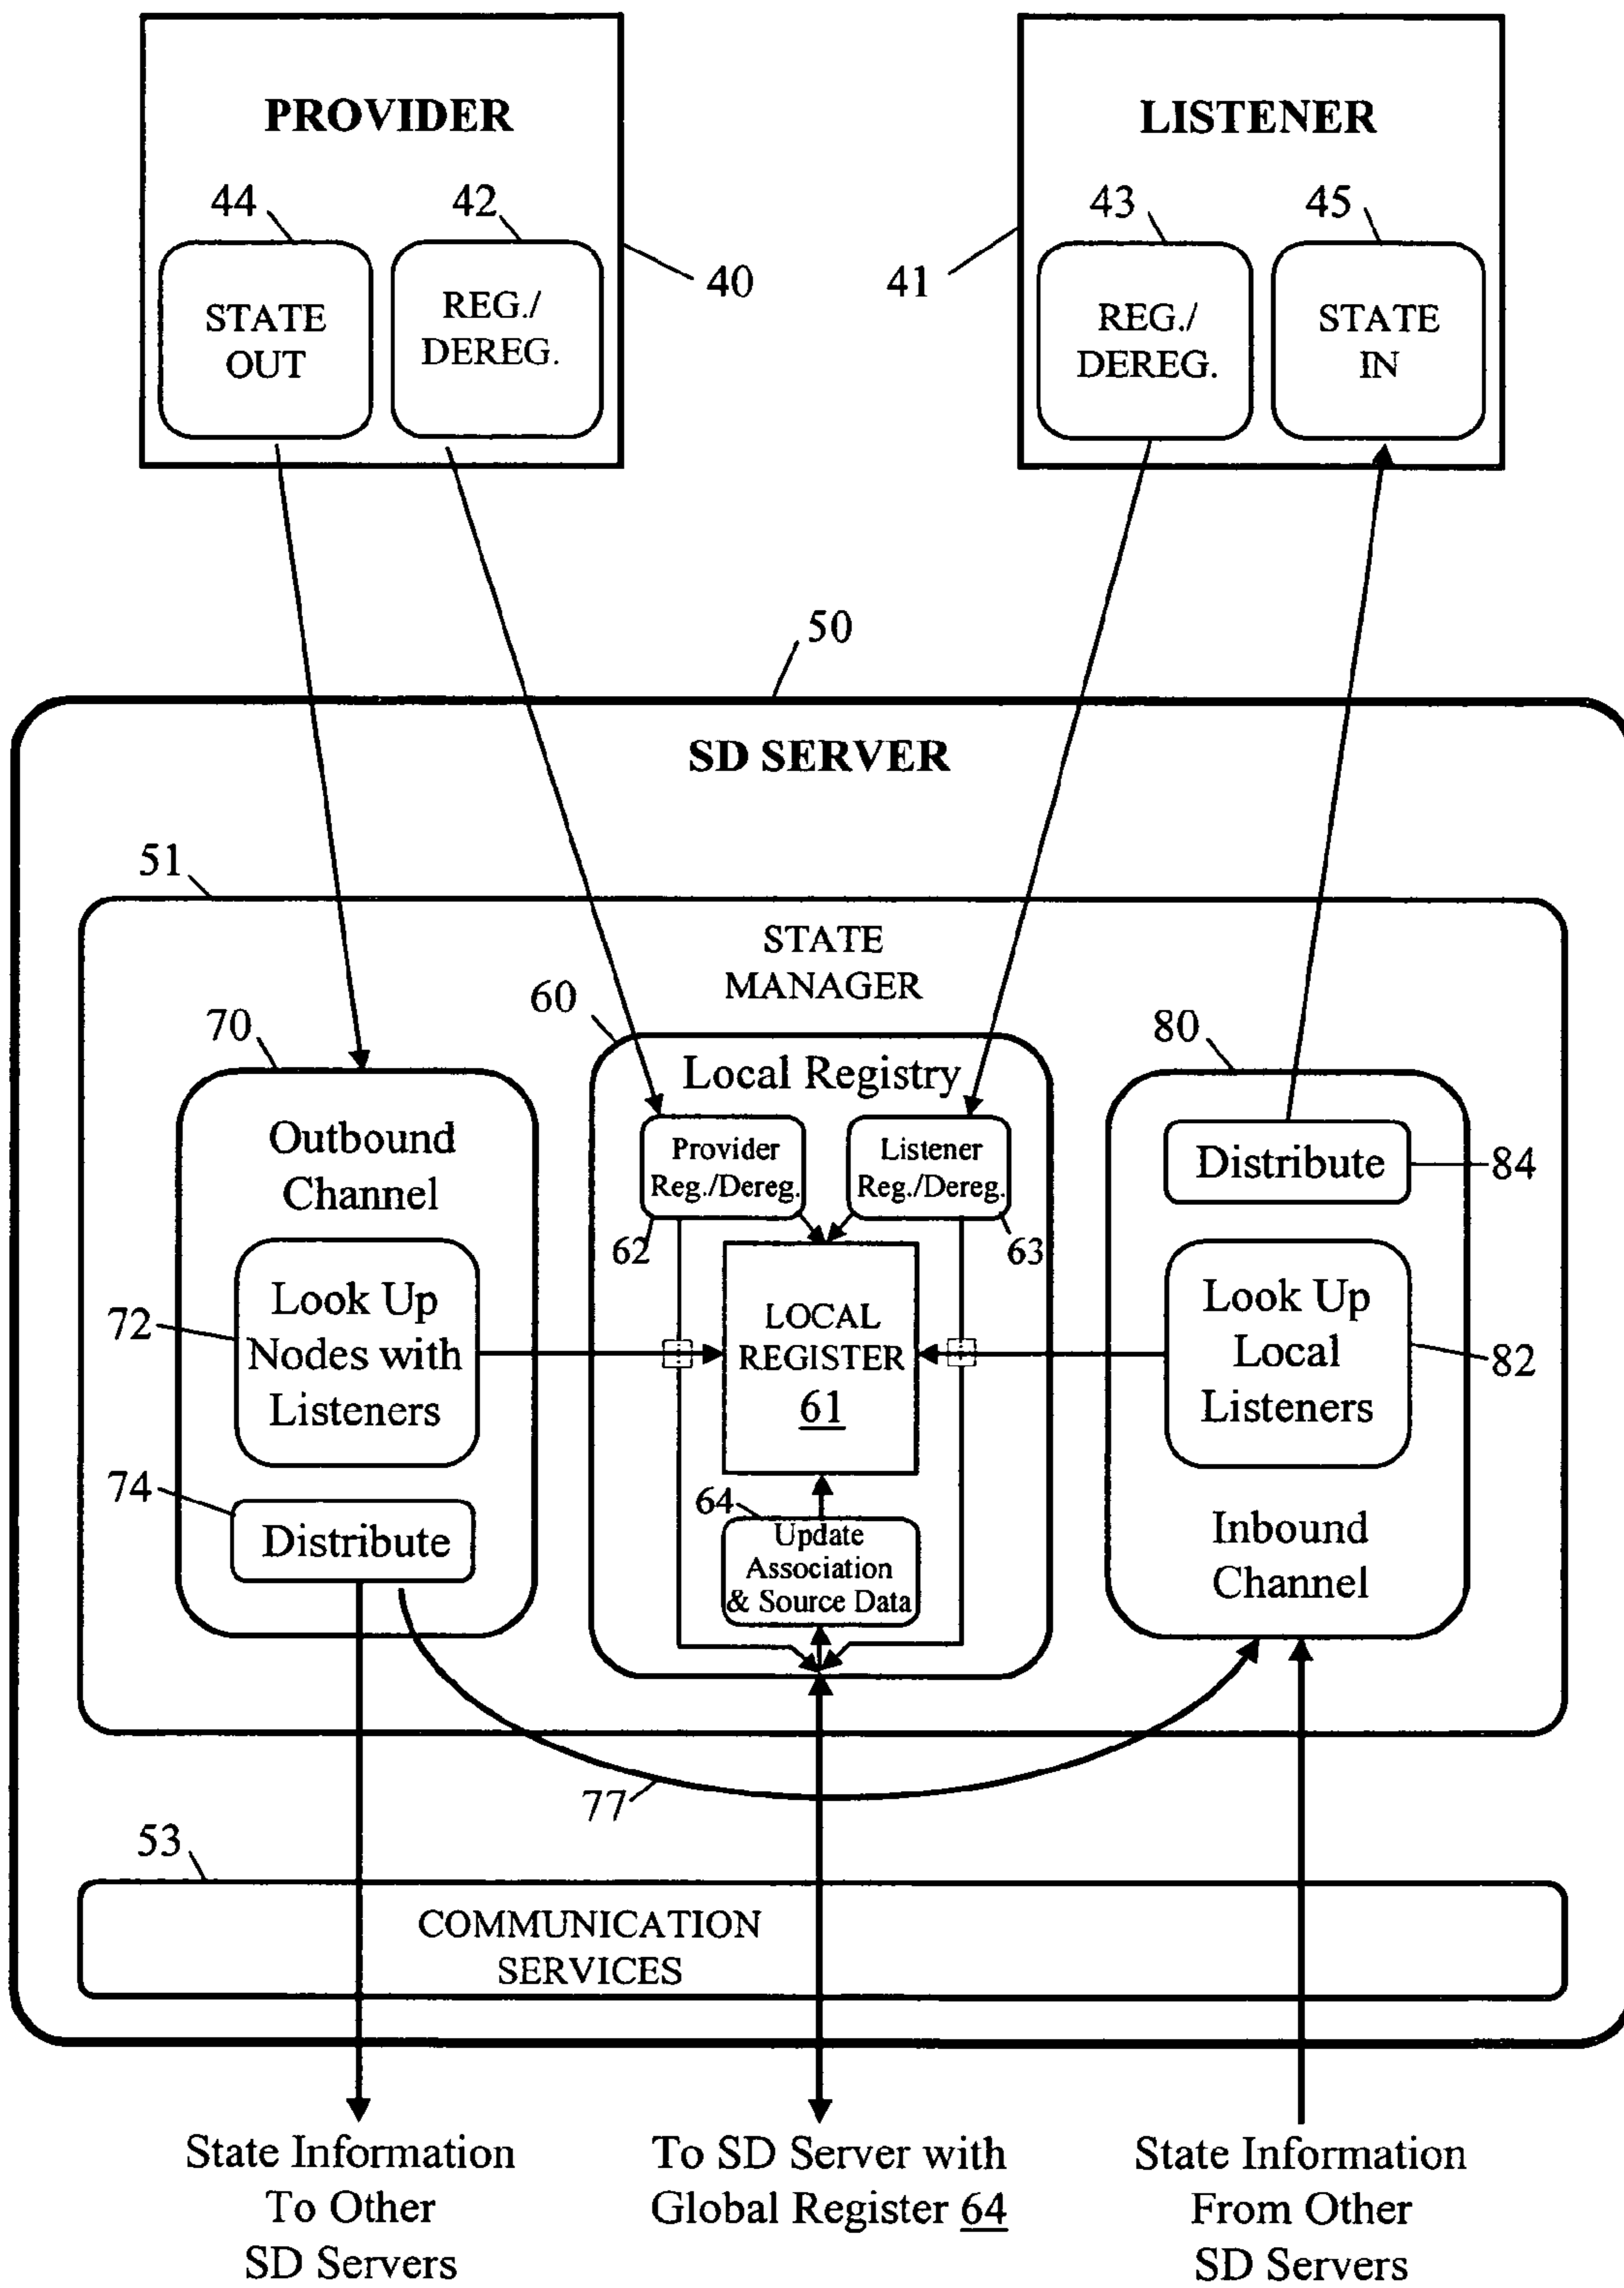 PROVIDER
LISTENER
44
42
43
45
40
41
STATE
OUT
REG./
DEREG.
REG./
DEREG.
STATE
IN
50
SD SERVER
51
STATE
MANAGER
60
70
80
Local Registry
Outbound
Channel
Provider
Reg./Dereg.
Listener
Reg./Dereg.
Distribute
84
62
63
72
Look Up
Nodes with
Listeners
LOCAL
REGISTER
61
Look Up
Local
Listeners
82
74
Distribute
64
Update
Association
& Source Data
Inbound
Channel
77
53
COMMUNICATION
SERVICES
State Information
To Other
SD Servers
To SD Server with
Global Register 64
State Information
From Other
SD Servers